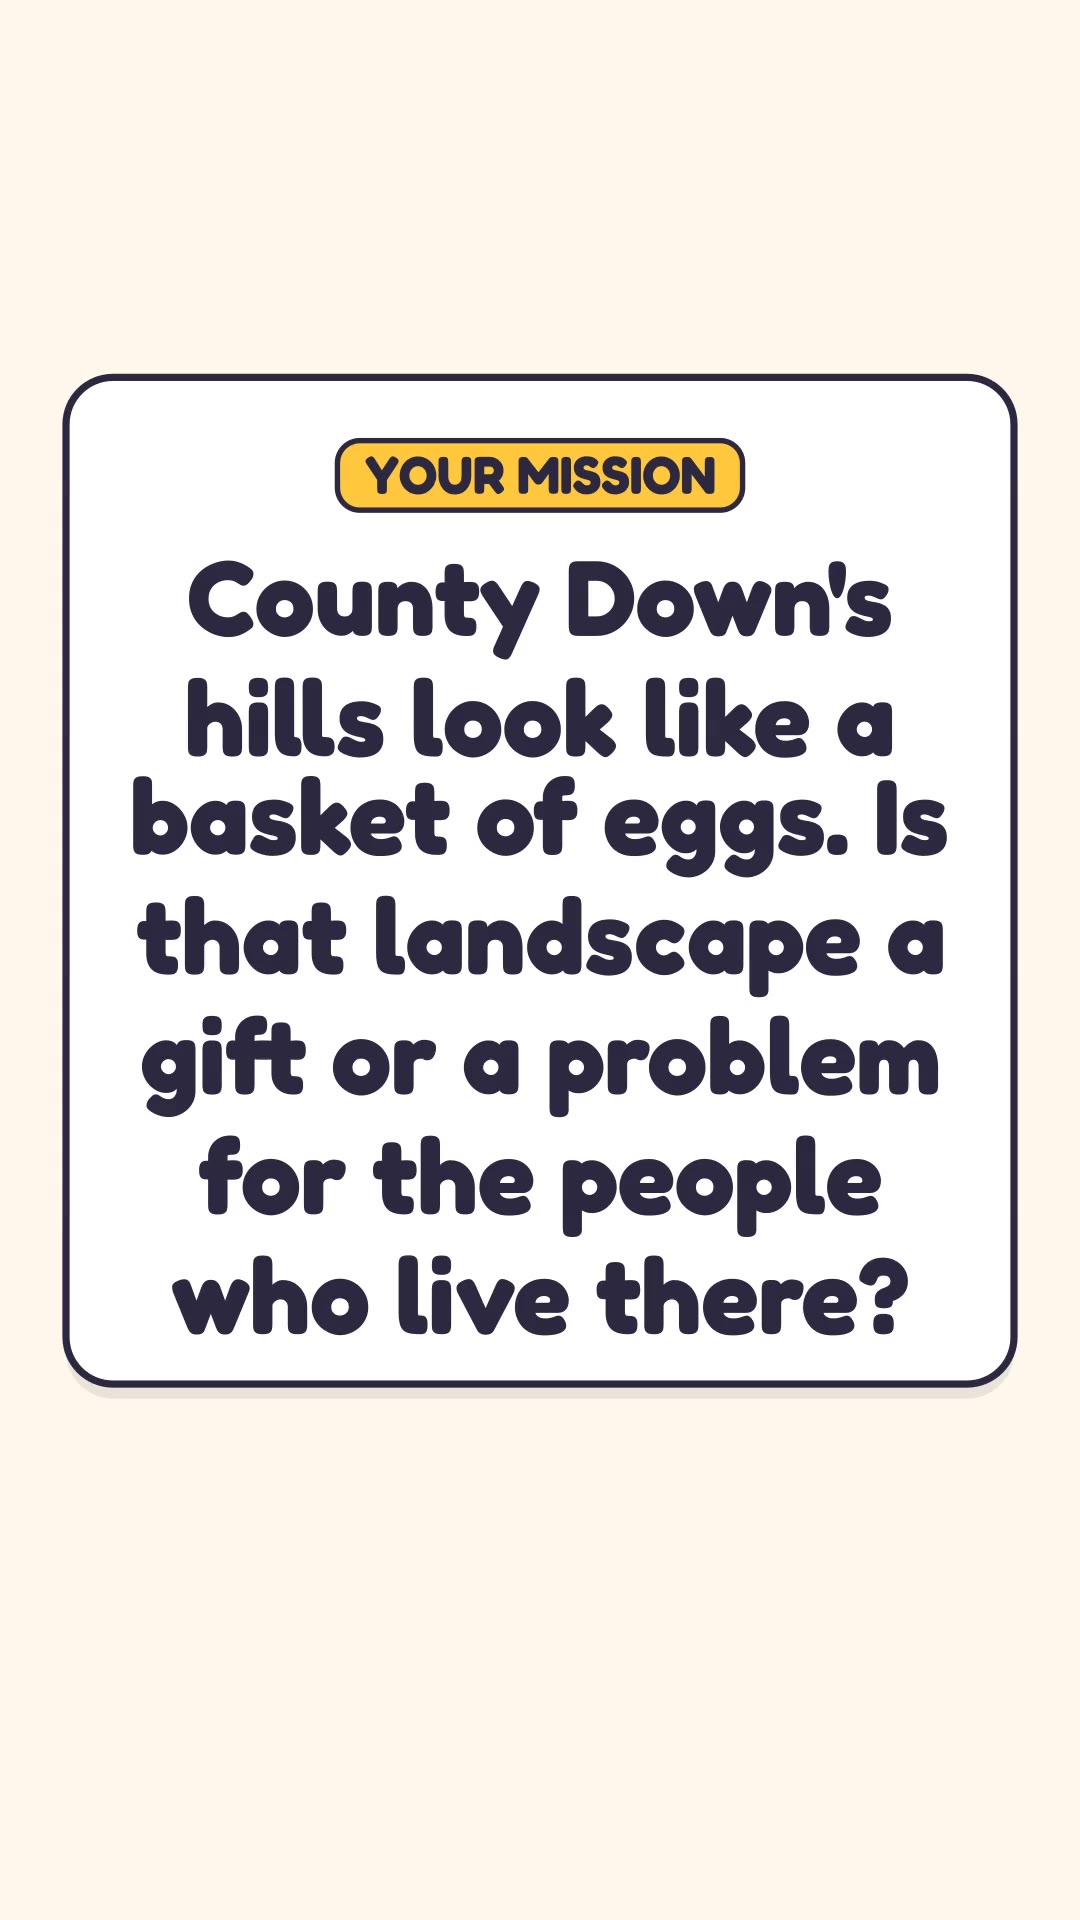 YOUR MISSION
County Down's
hills look like a
basket of eggs. Is
that landscape a
gift or a problem
for the people
who live there?